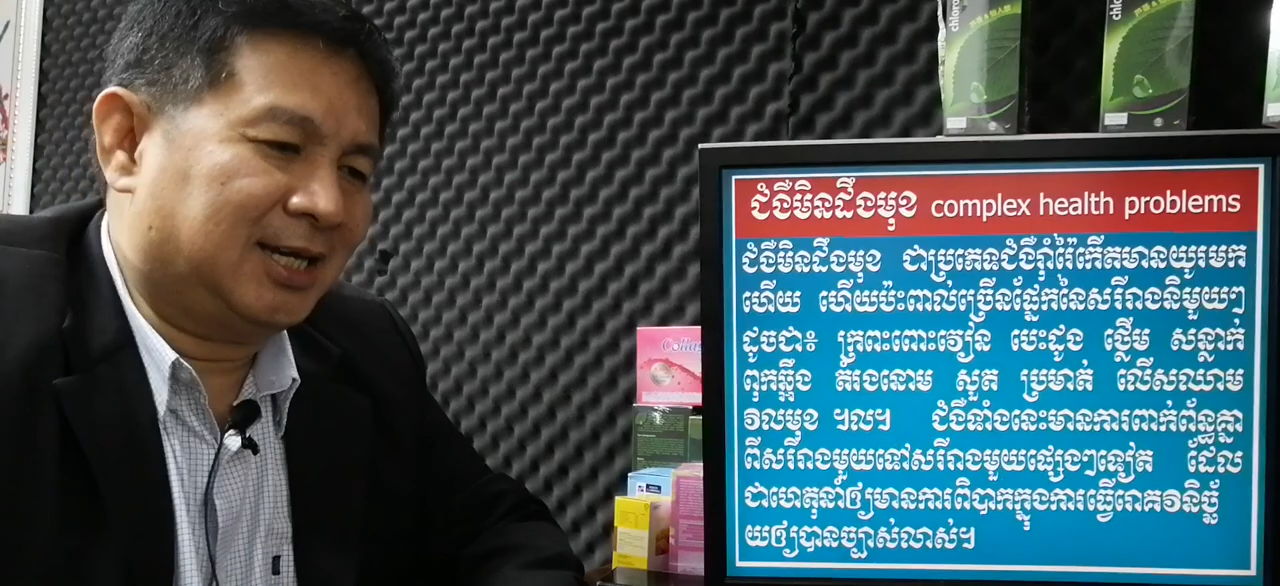 ជំងឺមិនដឹងមុខ complex health problems
ជំងឺមិនដឹងមុខ ជាប្រភេទជំងឺរ៉ាំរ៉ៃកើតមានយូរមក
ហើយ ហើយប៉ះពាល់ច្រើនផ្នែកនៃសរីរាងនិមួយៗ
ដូចជា៖ ក្រពះពោះវៀន បេះដូង ថ្លើម សន្លាក់
ពុកឆ្អឹង តំរងនោម សួត ប្រមាត់ លើសឈាម
វិលមុខ ។ល។ ជំងឺទាំងនេះមានការពាក់ព័ន្ធគ្នា
ពីសរីរាងមួយទៅសរីរាងមួយផ្សេងៗទៀត ដែល
ជាហេតុនាំឲ្យមានការពិបាកក្នុងការធ្វើរោគវិនិច្ឆ័
យឲ្យបានច្បាស់លាស់។
chloro
chloro
Colla